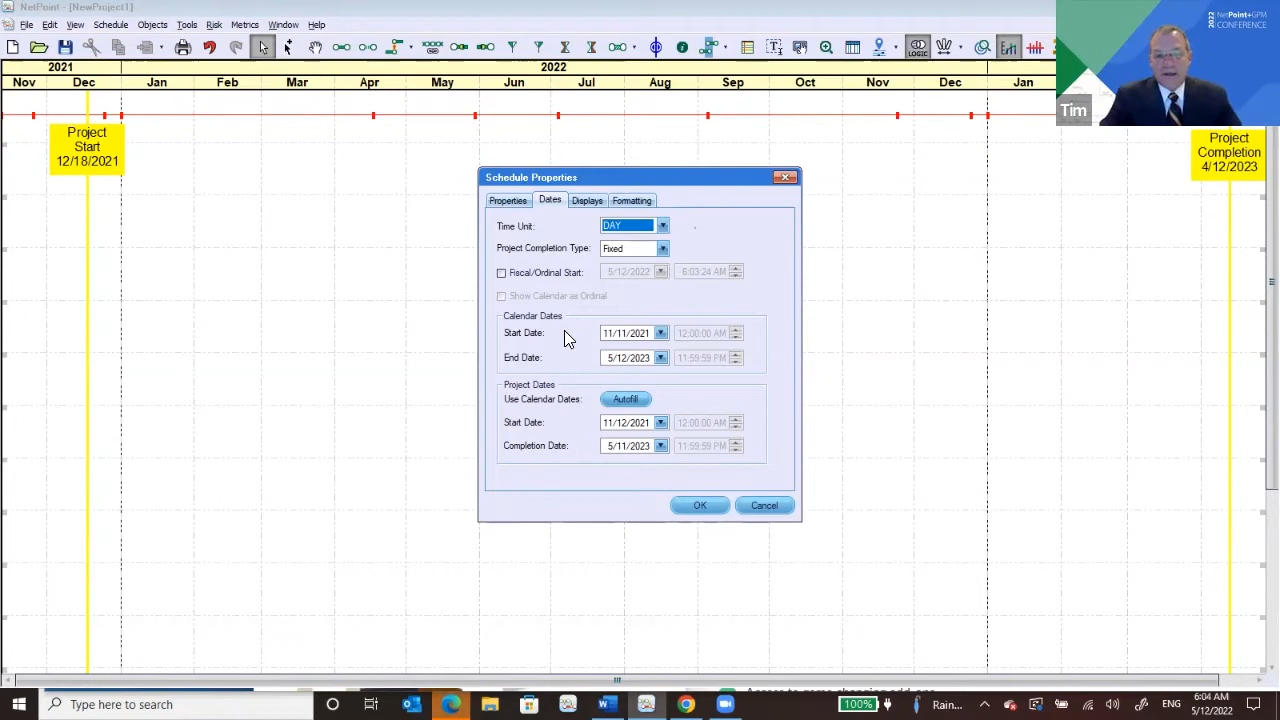 NetPoint - [NewProject1]
File Edit View Schedule Objects Tools Risk Metrics Window Help
2022 NetPoint+GPM
CONFERENCE
LOGIC
2021 2022
Nov Dec Jan Feb Mar Apr May Jun Jul Aug Sep Oct Nov Dec Jan
Tim
Project
Start
12/18/2021
Project
Completion
4/12/2023
Schedule Properties
Properties Dates Displays Formatting
Time Unit: DAY
Project Completion Type: Fixed
Fiscal/Ordinal Start: 5/12/2022 6:03:24 AM
Show Calendar as Ordinal
Calendar Dates
Start Date: 11/11/2021 12:00:00 AM
End Date: 5/12/2023 11:59:59 PM
Project Dates
Use Calendar Dates: Autofill
Start Date: 11/12/2021 12:00:00 AM
Completion Date: 5/11/2023 11:59:59 PM
OK Cancel
Type here to search
100%
Rain...
ENG
6:04 AM
5/12/2022